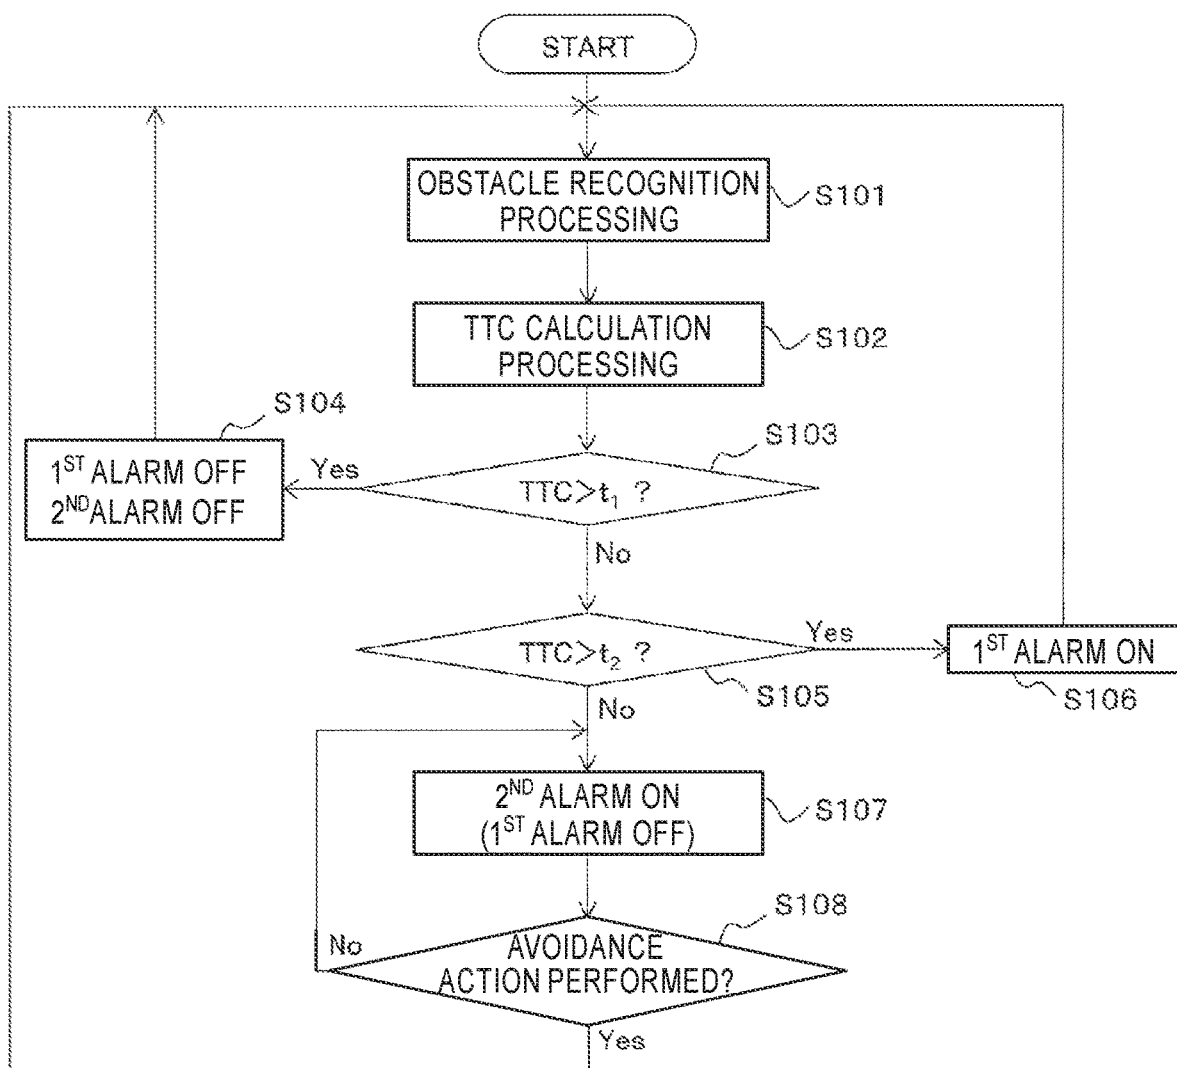 START
OBSTACLE RECOGNITION
PROCESSING
S101
TTC CALCULATION
PROCESSING
S102
S104
1ST ALARM OFF
2ND ALARM OFF
Yes
S103
TTC>t1 ?
No
TTC>t2 ?
Yes
S105
1ST ALARM ON
S106
No
2ND ALARM ON
(1ST ALARM OFF)
S107
S108
No
AVOIDANCE
ACTION PERFORMED?
Yes